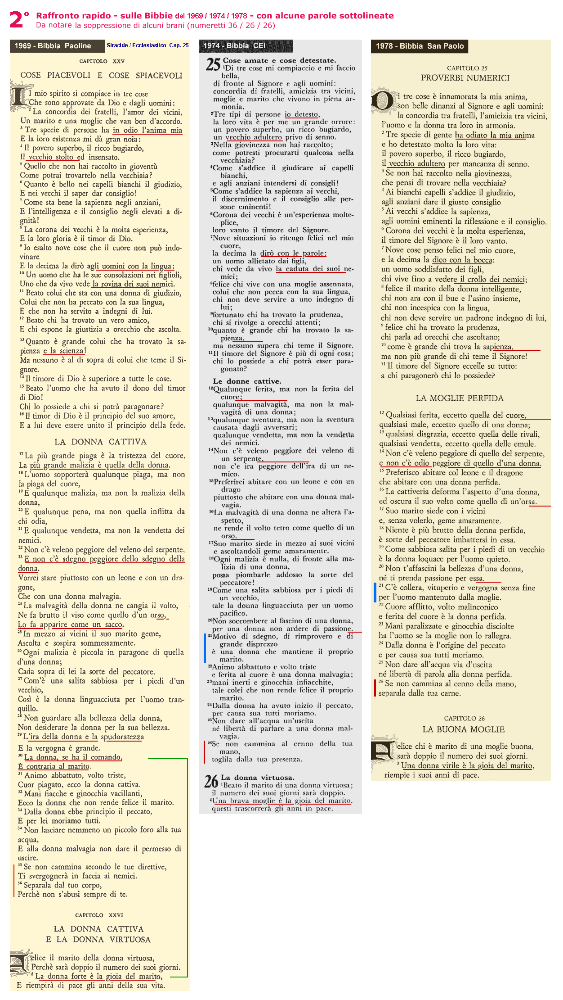 2° Raffronto rapido - sulle Bibbie del 1969 / 1974 / 1978 - con alcune parole sottolineate
Da notare la soppressione di alcuni brani (numeretti 36 / 26 / 26)
1969 - Bibbia Paoline
Siracide / Ecclesiastico Cap. 25
CAPITOLO XXV
COSE PIACEVOLI E COSE SPIACEVOLI
Il mio spirito si compiace in tre cose
Che sono approvate da Dio e dagli uomini:
2 La concordia dei fratelli, l'amor dei vicini,
Un marito e una moglie che van ben d'accordo.
3 Tre specie di persone ha in odio l'anima mia
E la loro esistenza mi dà gran noia:
4 Il povero superbo, il ricco bugiardo,
Il vecchio stolto ed insensato.
5 Quello che non hai raccolto in gioventù
Come potrai trovartelo nella vecchiaia?
6 Quanto è bello nei capelli bianchi il giudizio,
E nei vecchi il saper dar consiglio!
7 Come sta bene la sapienza negli anziani,
E l'intelligenza e il consiglio negli elevati a di-
gnità!
8 La corona dei vecchi è la molta esperienza,
E la loro gloria è il timor di Dio.
9 Io esalto nove cose che il cuore non può indo-
vinare
E la decima la dirò agli uomini con la lingua:
10 Un uomo che ha le sue consolazioni nei figlioli,
Uno che da vivo vede la rovina dei suoi nemici.
11 Beato colui che sta con una donna di giudizio,
Colui che non ha peccato con la sua lingua,
E che non ha servito a indegni di lui.
12 Beato chi ha trovato un vero amico,
E chi espone la giustizia a orecchio che ascolta.
13 Quanto è grande colui che ha trovato la sa-
pienza e la scienza!
Ma nessuno è al di sopra di colui che teme il Si-
gnore.
14 Il timore di Dio è superiore a tutte le cose.
15 Beato l'uomo che ha avuto il dono del timor
di Dio!
Chi lo possiede a chi si potrà paragonare?
16 Il timor di Dio è il principio del suo amore,
E a lui deve essere unito il principio della fede.
LA DONNA CATTIVA
17 La più grande piaga è la tristezza del cuore,
La più grande malizia è quella della donna.
18 L'uomo sopporterà qualunque piaga, ma non
la piaga del cuore,
19 E qualunque malizia, ma non la malizia della
donna,
20 E qualunque pena, ma non quella inflitta da
chi odia,
21 E qualunque vendetta, ma non la vendetta dei
nemici.
22 Non c'è veleno peggiore del veleno del serpente,
23 E non c'è sdegno peggiore dello sdegno della
donna.
Vorrei stare piuttosto con un leone e con un dra-
gone,
Che con una donna malvagia.
24 La malvagità della donna ne cangia il volto,
Ne fa brutto il viso come quello d'un orso,
Lo fa apparire come un sacco.
25 In mezzo ai vicini il suo marito geme,
Ascolta e sospira sommessamente.
26 Ogni malizia è piccola in paragone di quella
d'una donna;
Cada sopra di lei la sorte del peccatore.
27 Com'è una salita sabbiosa per i piedi d'un
vecchio,
Così è la donna linguacciuta per l'uomo tran-
quillo.
28 Non guardare alla bellezza della donna,
Non desiderare la donna per la sua bellezza.
29 L'ira della donna e la spudoratezza
E la vergogna è grande.
30 La donna, se ha il comando,
È contraria al marito.
31 Animo abbattuto, volto triste,
Cuor piagato, ecco la donna cattiva.
32 Mani fiacche e ginocchia vacillanti,
Ecco la donna che non rende felice il marito.
33 Dalla donna ebbe principio il peccato,
E per lei moriamo tutti.
34 Non lasciare nemmeno un piccolo foro alla tua
acqua,
E alla donna malvagia non dare il permesso di
uscire.
35 Se non cammina secondo le tue direttive,
Ti svergognerà in faccia ai nemici.
36 Separala dal tuo corpo,
Perchè non s'abusi sempre di te.
CAPITOLO XXVI
LA DONNA CATTIVA
E LA DONNA VIRTUOSA
Felice il marito della donna virtuosa,
Perchè sarà doppio il numero dei suoi giorni.
2 La donna forte è la gioia del marito,
E riempirà di pace gli anni della sua vita.
1974 - Bibbia CEI
25 Cose amate e cose detestate.
1Di tre cose mi compiaccio e mi faccio
bella,
di fronte al Signore e agli uomini:
concordia di fratelli, amicizia tra vicini,
moglie e marito che vivono in piena ar-
monia.
2Tre tipi di persone io detesto,
la loro vita è per me un grande orrore:
un povero superbo, un ricco bugiardo,
un vecchio adultero privo di senno.
3Nella giovinezza non hai raccolto;
come potresti procurarti qualcosa nella
vecchiaia?
4Come s'addice il giudicare ai capelli
bianchi,
e agli anziani intendersi di consigli!
5Come s'addice la sapienza ai vecchi,
il discernimento e il consiglio alle per-
sone eminenti!
6Corona dei vecchi è un'esperienza molte-
plice,
loro vanto il timore del Signore.
7Nove situazioni io ritengo felici nel mio
cuore,
la decima la dirò con le parole:
un uomo allietato dai figli,
chi vede da vivo la caduta dei suoi ne-
mici;
8felice chi vive con una moglie assennata,
colui che non pecca con la sua lingua,
chi non deve servire a uno indegno di
lui;
9fortunato chi ha trovato la prudenza,
chi si rivolge a orecchi attenti;
10quanto è grande chi ha trovato la sa-
pienza,
ma nessuno supera chi teme il Signore.
11Il timore del Signore è più di ogni cosa;
chi lo possiede a chi potrà esser para-
gonato?
Le donne cattive.
12Qualunque ferita, ma non la ferita del
cuore;
qualunque malvagità, ma non la mal-
vagità di una donna;
13qualunque sventura, ma non la sventura
causata dagli avversari;
qualunque vendetta, ma non la vendetta
dei nemici.
14Non c'è veleno peggiore del veleno di
un serpente,
non c'e ira peggiore dell'ira di un ne-
mico.
15Preferirei abitare con un leone e con un
drago
piuttosto che abitare con una donna mal-
vagia.
16La malvagità di una donna ne altera l'a-
spetto,
ne rende il volto tetro come quello di un
orso.
17Suo marito siede in mezzo ai suoi vicini
e ascoltandoli geme amaramente.
18Ogni malizia è nulla, di fronte alla ma-
lizia di una donna,
possa piombarle addosso la sorte del
peccatore!
19Come una salita sabbiosa per i piedi di
un vecchio,
tale la donna linguacciuta per un uomo
pacifico.
20Non soccombere al fascino di una donna,
per una donna non ardere di passione.
21Motivo di sdegno, di rimprovero e di
grande disprezzo
è una donna che mantiene il proprio
marito.
22Animo abbattuto e volto triste
e ferita al cuore è una donna malvagia;
23mani inerti e ginocchia infiacchite,
tale colei che non rende felice il proprio
marito.
24Dalla donna ha avuto inizio il peccato,
per causa sua tutti moriamo.
25Non dare all'acqua un'uscita
né libertà di parlare a una donna mal-
vagia.
26Se non cammina al cenno della tua
mano,
toglila dalla tua presenza.
26 La donna virtuosa.
1Beato il marito di una donna virtuosa;
il numero dei suoi giorni sarà doppio.
2Una brava moglie è la gioia del marito,
questi trascorrerà gli anni in pace.
1978 - Bibbia San Paolo
CAPITOLO 25
PROVERBI NUMERICI
Di tre cose è innamorata la mia anima,
son belle dinanzi al Signore e agli uomini:
la concordia tra fratelli, l'amicizia tra vicini,
l'uomo e la donna tra loro in armonia.
2 Tre specie di gente ha odiato la mia anima
e ho detestato molto la loro vita:
il povero superbo, il ricco bugiardo,
il vecchio adultero per mancanza di senno.
3 Se non hai raccolto nella giovinezza,
che pensi di trovare nella vecchiaia?
4 Ai bianchi capelli s'addice il giudizio,
agli anziani dare il giusto consiglio
5 Ai vecchi s'addice la sapienza,
agli uomini eminenti la riflessione e il consiglio.
6 Corona dei vecchi è la molta esperienza,
il timore del Signore è il loro vanto.
7 Nove cose penso felici nel mio cuore,
e la decima la dico con la bocca:
un uomo soddisfatto dei figli,
chi vive fino a vedere il crollo dei nemici;
8 felice il marito della donna intelligente,
chi non ara con il bue e l'asino insieme,
chi non incespica con la lingua,
chi non deve servire un padrone indegno di lui,
9 felice chi ha trovato la prudenza,
chi parla ad orecchi che ascoltano;
10 come è grande chi trova la sapienza,
ma non più grande di chi teme il Signore!
11 Il timore del Signore eccelle su tutto:
a chi paragonerò chi lo possiede?
LA MOGLIE PERFIDA
12 Qualsiasi ferita, eccetto quella del cuore,
qualsiasi male, eccetto quello di una donna;
13 qualsiasi disgrazia, eccetto quella delle rivali,
qualsiasi vendetta, eccetto quella delle emule.
14 Non c'è veleno peggiore di quello del serpente,
e non c'è odio peggiore di quello d'una donna.
15 Preferisco abitare col leone e il dragone
che abitare con una donna perfida.
16 La cattiveria deforma l'aspetto d'una donna,
ed oscura il suo volto come quello di un'orsa.
17 Suo marito siede con i vicini
e, senza volerlo, geme amaramente.
18 Niente è più brutto della donna perfida,
è sorte del peccatore imbattersi in essa.
19 Come sabbiosa salita per i piedi di un vecchio
è la donna loquace per l'uomo quieto.
20 Non t'affascini la bellezza d'una donna,
né ti prenda passione per essa.
21 C'è collera, vituperio e vergogna senza fine
per l'uomo mantenuto dalla moglie.
22 Cuore afflitto, volto malinconico
e ferita del cuore è la donna perfida.
23 Mani paralizzate e ginocchia disciolte
ha l'uomo se la moglie non lo rallegra.
24 Dalla donna è l'origine del peccato
e per causa sua tutti moriamo.
25 Non dare all'acqua via d'uscita
né libertà di parola alla donna perfida.
26 Se non cammina al cenno della mano,
separala dalla tua carne.
CAPITOLO 26
LA BUONA MOGLIE
Felice chi è marito di una moglie buona,
sarà doppio il numero dei suoi giorni.
2 Una donna virile è la gioia del marito,
riempie i suoi anni di pace.